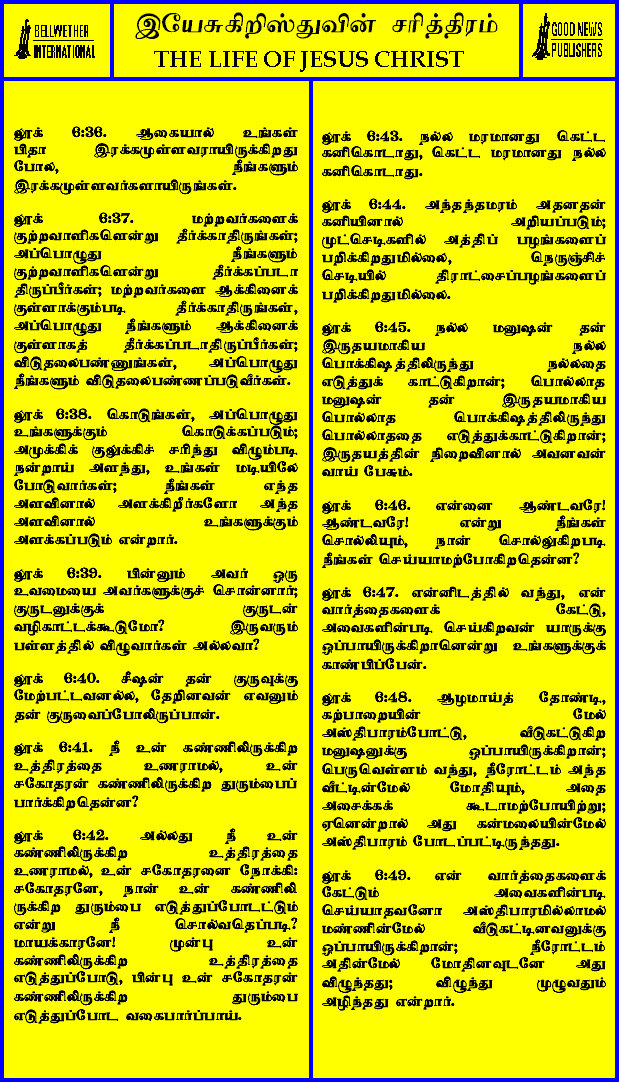 BELLWETHER
INTERNATIONAL
இயேசுகிறிஸ்துவின் சரித்திரம்
THE LIFE OF JESUS CHRIST
GOOD NEWS
PUBLISHERS
லூக் 6:36. ஆகையால் உங்கள்
பிதா இரக்கமுள்ளவராயிருக்கிறது
போல, நீங்களும்
இரக்கமுள்ளவர்களாயிருங்கள்.
லூக் 6:37. மற்றவர்களைக்
குற்றவாளிகளென்று தீர்க்காதிருங்கள்;
அப்பொழுது நீங்களும்
குற்றவாளிகளென்று தீர்க்கப்படா
திருப்பீர்கள்; மற்றவர்களை ஆக்கினைக்
குள்ளாக்கும்படி தீர்க்காதிருங்கள்,
அப்பொழுது நீங்களும் ஆக்கினைக்
குள்ளாகத் தீர்க்கப்படாதிருப்பீர்கள்;
விடுதலைபண்ணுங்கள், அப்பொழுது
நீங்களும் விடுதலைபண்ணப்படுவீர்கள்.
லூக் 6:38. கொடுங்கள், அப்பொழுது
உங்களுக்கும் கொடுக்கப்படும்;
அமுக்கிக் குலுக்கிச் சரிந்து விழும்படி
நன்றாய் அளந்து, உங்கள் மடியிலே
போடுவார்கள்; நீங்கள் எந்த
அளவினால் அளக்கிறீர்களோ அந்த
அளவினால் உங்களுக்கும்
அளக்கப்படும் என்றார்.
லூக் 6:39. பின்னும் அவர் ஒரு
உவமையை அவர்களுக்குச் சொன்னார்;
குருடனுக்குக் குருடன்
வழிகாட்டக்கூடுமோ? இருவரும்
பள்ளத்தில் விழுவார்கள் அல்லவா?
லூக் 6:40. சீஷன் தன் குருவுக்கு
மேற்பட்டவனல்ல, தேறினவன் எவனும்
தன் குருவைப்போலிருப்பான்.
லூக் 6:41. நீ உன் கண்ணிலிருக்கிற
உத்திரத்தை உணராமல், உன்
சகோதரன் கண்ணிலிருக்கிற துரும்பைப்
பார்க்கிறதென்ன?
லூக் 6:42. அல்லது நீ உன்
கண்ணிலிருக்கிற உத்திரத்தை
உணராமல், உன் சகோதரனை நோக்கி:
சகோதரனே, நான் உன் கண்ணிலி
ருக்கிற துரும்பை எடுத்துப்போடட்டும்
என்று நீ சொல்வதெப்படி?
மாயக்காரனே! முன்பு உன்
கண்ணிலிருக்கிற உத்திரத்தை
எடுத்துப்போடு, பின்பு உன் சகோதரன்
கண்ணிலிருக்கிற துரும்பை
எடுத்துப்போட வகைபார்ப்பாய்.
லூக் 6:43. நல்ல மரமானது கெட்ட
கனிகொடாது, கெட்ட மரமானது நல்ல
கனிகொடாது.
லூக் 6:44. அந்தந்தமரம் அதனதன்
கனியினால் அறியப்படும்;
முட்செடிகளில் அத்திப் பழங்களைப்
பறிக்கிறதுமில்லை, நெருஞ்சிச்
செடியில் திராட்சைப்பழங்களைப்
பறிக்கிறதுமில்லை.
லூக் 6:45. நல்ல மனுஷன் தன்
இருதயமாகிய நல்ல
பொக்கிஷத்திலிருந்து நல்லதை
எடுத்துக் காட்டுகிறான்; பொல்லாத
மனுஷன் தன் இருதயமாகிய
பொல்லாத பொக்கிஷத்திலிருந்து
பொல்லாததை எடுத்துக்காட்டுகிறான்;
இருதயத்தின் நிறைவினால் அவனவன்
வாய் பேசும்.
லூக் 6:46. என்னை ஆண்டவரே!
ஆண்டவரே! என்று நீங்கள்
சொல்லியும், நான் சொல்லுகிறபடி
நீங்கள் செய்யாமற்போகிறதென்ன?
லூக் 6:47. என்னிடத்தில் வந்து, என்
வார்த்தைகளைக் கேட்டு,
அவைகளின்படி செய்கிறவன் யாருக்கு
ஒப்பாயிருக்கிறானென்று உங்களுக்குக்
காண்பிப்பேன்.
லூக் 6:48. ஆழமாய்த் தோண்டி,
கற்பாறையின் மேல்
அஸ்திபாரம்போட்டு, வீடுகட்டுகிற
மனுஷனுக்கு ஒப்பாயிருக்கிறான்;
பெருவெள்ளம் வந்து, நீரோட்டம் அந்த
வீட்டின்மேல் மோதியும், அதை
அசைக்கக் கூடாமற்போயிற்று;
ஏனென்றால் அது கன்மலையின்மேல்
அஸ்திபாரம் போடப்பட்டிருந்தது.
லூக் 6:49. என் வார்த்தைகளைக்
கேட்டும் அவைகளின்படி
செய்யாதவனோ அஸ்திபாரமில்லாமல்
மண்ணின்மேல் வீடுகட்டினவனுக்கு
ஒப்பாயிருக்கிறான்; நீரோட்டம்
அதின்மேல் மோதினவுடனே அது
விழுந்தது; விழுந்து முழுவதும்
அழிந்தது என்றார்.